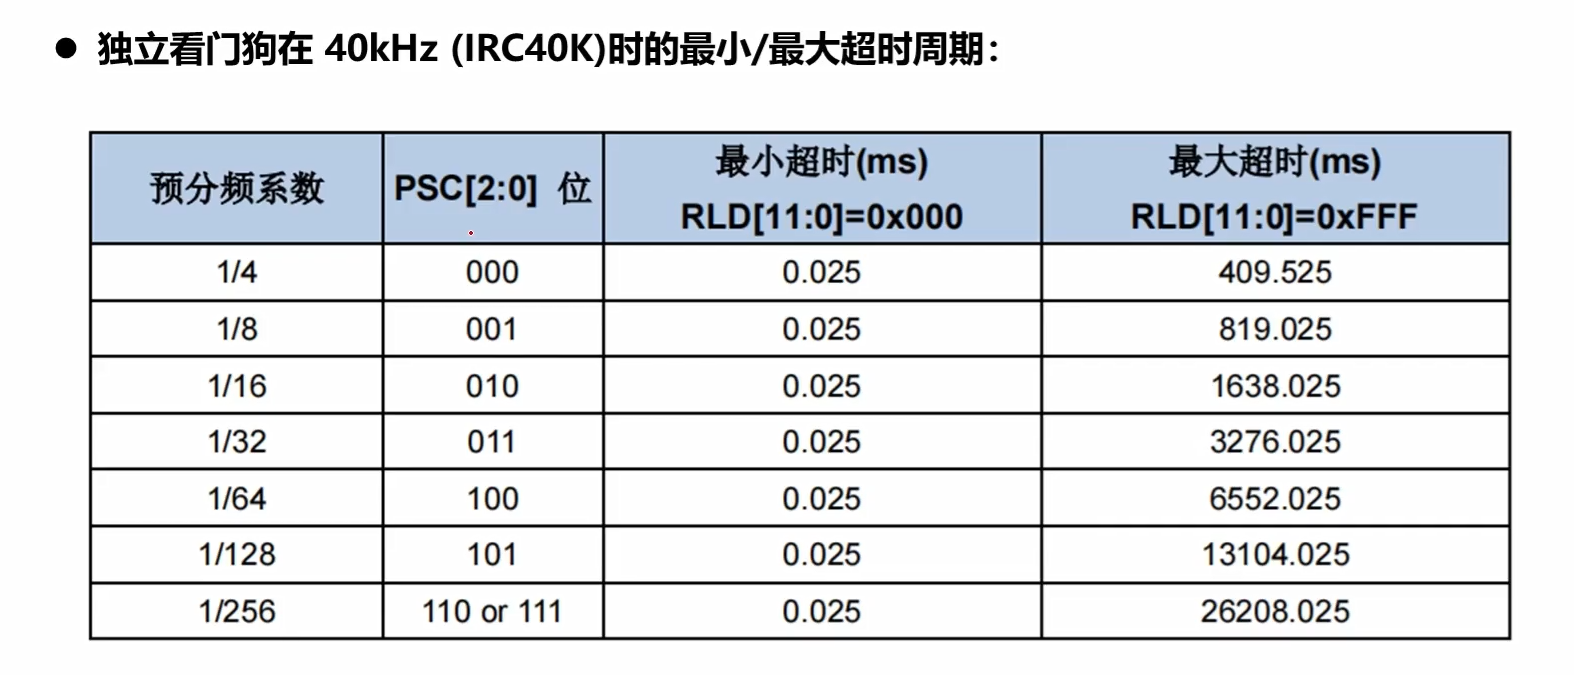 ● 独立看门狗在 40kHz (IRC40K)时的最小/最大超时周期：
预分频系数 PSC[2:0] 位 最小超时(ms) RLD[11:0]=0x000 最大超时(ms) RLD[11:0]=0xFFF
1/4 000 0.025 409.525
1/8 001 0.025 819.025
1/16 010 0.025 1638.025
1/32 011 0.025 3276.025
1/64 100 0.025 6552.025
1/128 101 0.025 13104.025
1/256 110 or 111 0.025 26208.025